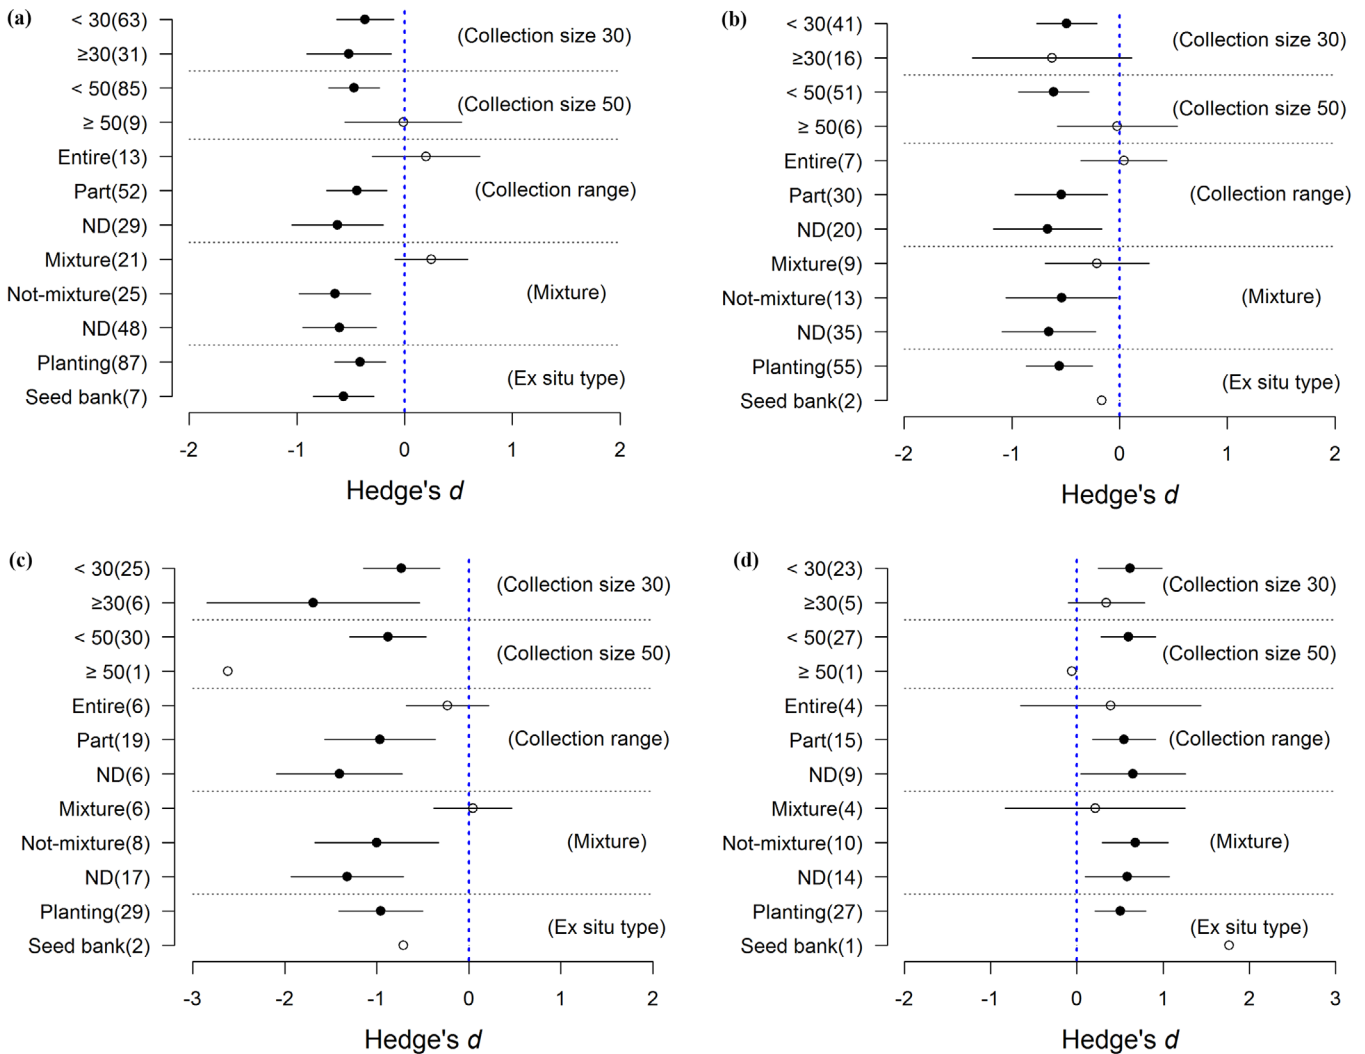 (a)
< 30(63)
≥30(31)
(Collection size 30)
< 50(85)
≥ 50(9)
(Collection size 50)
Entire(13)
Part(52)
ND(29)
(Collection range)
Mixture(21)
Not-mixture(25)
ND(48)
(Mixture)
Planting(87)
Seed bank(7)
(Ex situ type)
-2 -1 0 1 2
Hedge's d
(b)
< 30(41)
≥30(16)
(Collection size 30)
< 50(51)
≥ 50(6)
(Collection size 50)
Entire(7)
Part(30)
ND(20)
(Collection range)
Mixture(9)
Not-mixture(13)
ND(35)
(Mixture)
Planting(55)
Seed bank(2)
(Ex situ type)
-2 -1 0 1 2
Hedge's d
(c)
< 30(25)
≥30(6)
(Collection size 30)
< 50(30)
≥ 50(1)
(Collection size 50)
Entire(6)
Part(19)
ND(6)
(Collection range)
Mixture(6)
Not-mixture(8)
ND(17)
(Mixture)
Planting(29)
Seed bank(2)
(Ex situ type)
-3 -2 -1 0 1 2
Hedge's d
(d)
< 30(23)
≥30(5)
(Collection size 30)
< 50(27)
≥ 50(1)
(Collection size 50)
Entire(4)
Part(15)
ND(9)
(Collection range)
Mixture(4)
Not-mixture(10)
ND(14)
(Mixture)
Planting(27)
Seed bank(1)
(Ex situ type)
-2 -1 0 1 2 3
Hedge's d